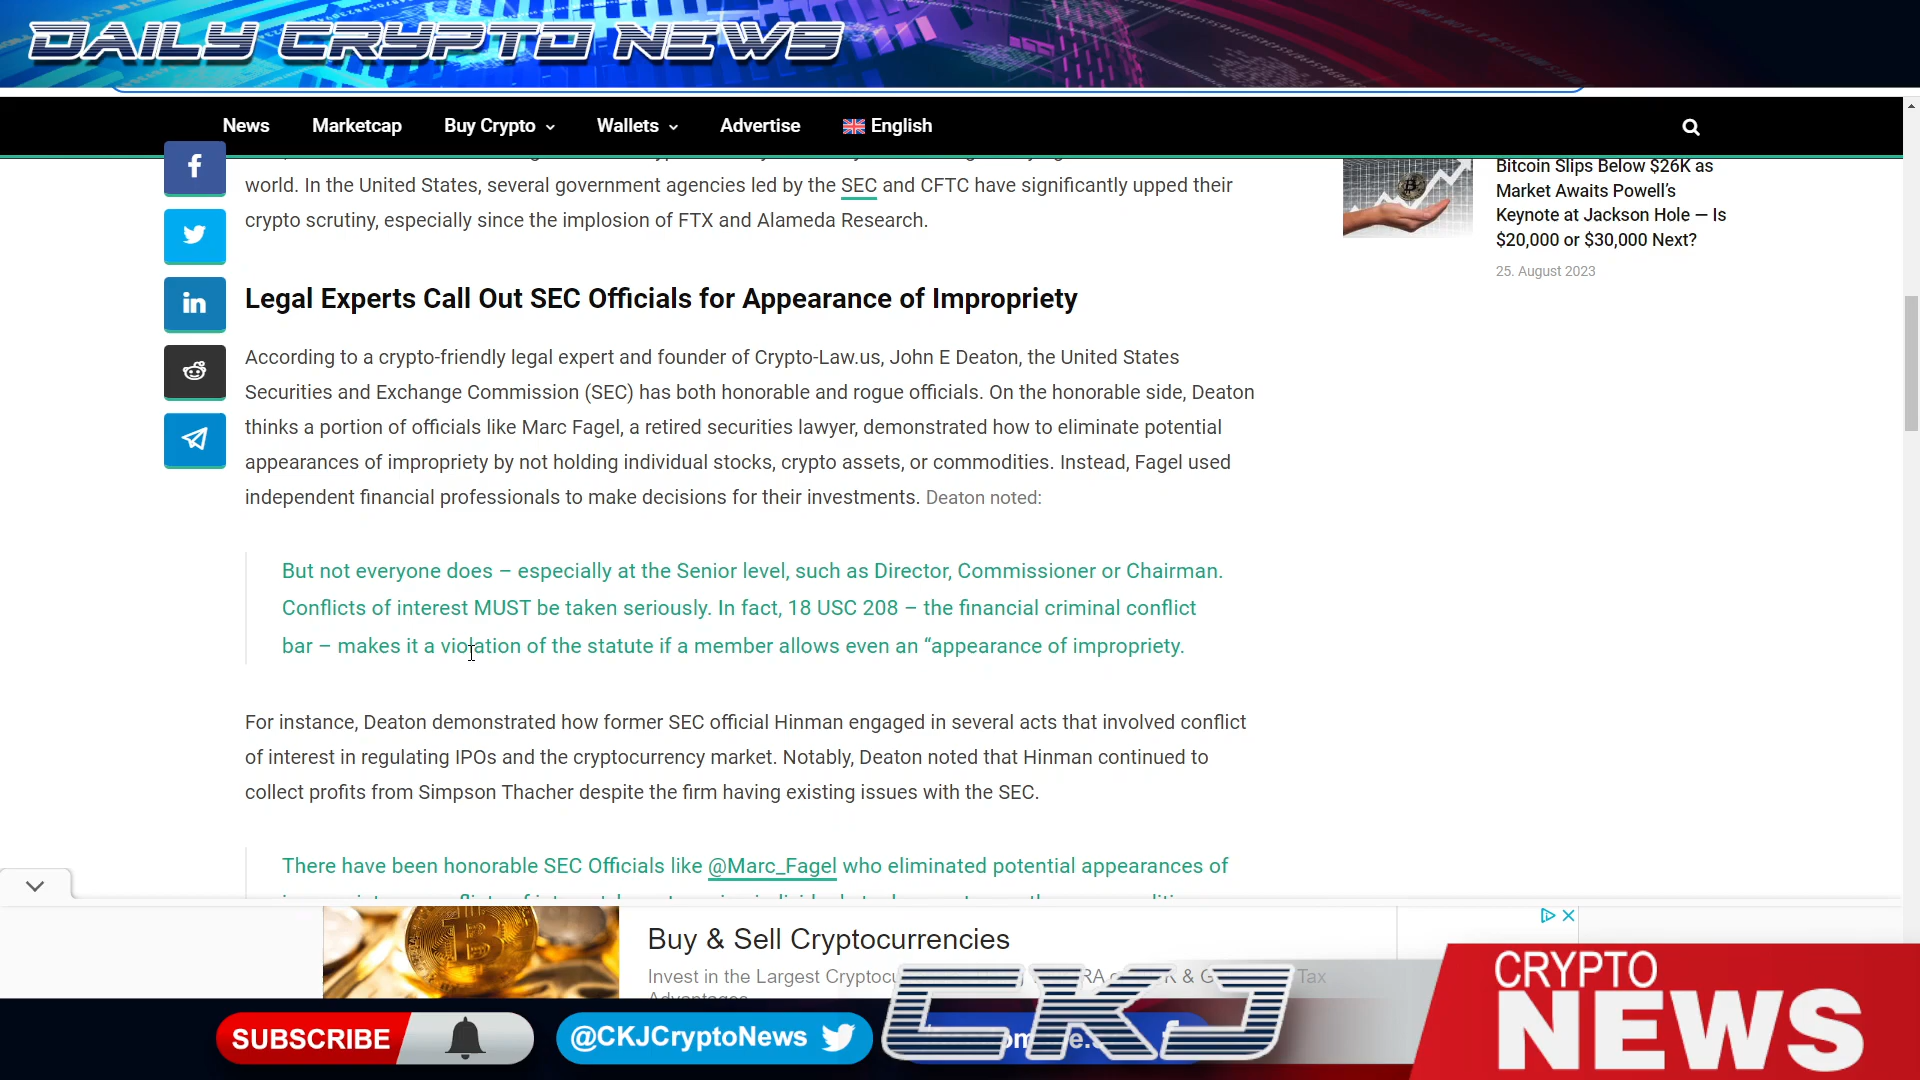 DAILY CRYPTO NEWS
News Marketcap Buy Crypto Wallets Advertise English
world. In the United States, several government agencies led by the SEC and CFTC have significantly upped their
crypto scrutiny, especially since the implosion of FTX and Alameda Research.
Bitcoin Slips Below $26K as
Market Awaits Powell's
Keynote at Jackson Hole — Is
$20,000 or $30,000 Next?
25. August 2023
Legal Experts Call Out SEC Officials for Appearance of Impropriety
According to a crypto-friendly legal expert and founder of Crypto-Law.us, John E Deaton, the United States
Securities and Exchange Commission (SEC) has both honorable and rogue officials. On the honorable side, Deaton
thinks a portion of officials like Marc Fagel, a retired securities lawyer, demonstrated how to eliminate potential
appearances of impropriety by not holding individual stocks, crypto assets, or commodities. Instead, Fagel used
independent financial professionals to make decisions for their investments. Deaton noted:
But not everyone does – especially at the Senior level, such as Director, Commissioner or Chairman.
Conflicts of interest MUST be taken seriously. In fact, 18 USC 208 – the financial criminal conflict
bar – makes it a violation of the statute if a member allows even an “appearance of impropriety.
For instance, Deaton demonstrated how former SEC official Hinman engaged in several acts that involved conflict
of interest in regulating IPOs and the cryptocurrency market. Notably, Deaton noted that Hinman continued to
collect profits from Simpson Thacher despite the firm having existing issues with the SEC.
There have been honorable SEC Officials like @Marc_Fagel who eliminated potential appearances of
Buy & Sell Cryptocurrencies
Invest in the Largest
Tax
SUBSCRIBE
@CKJCryptoNews
CKJ
CRYPTO
NEWS